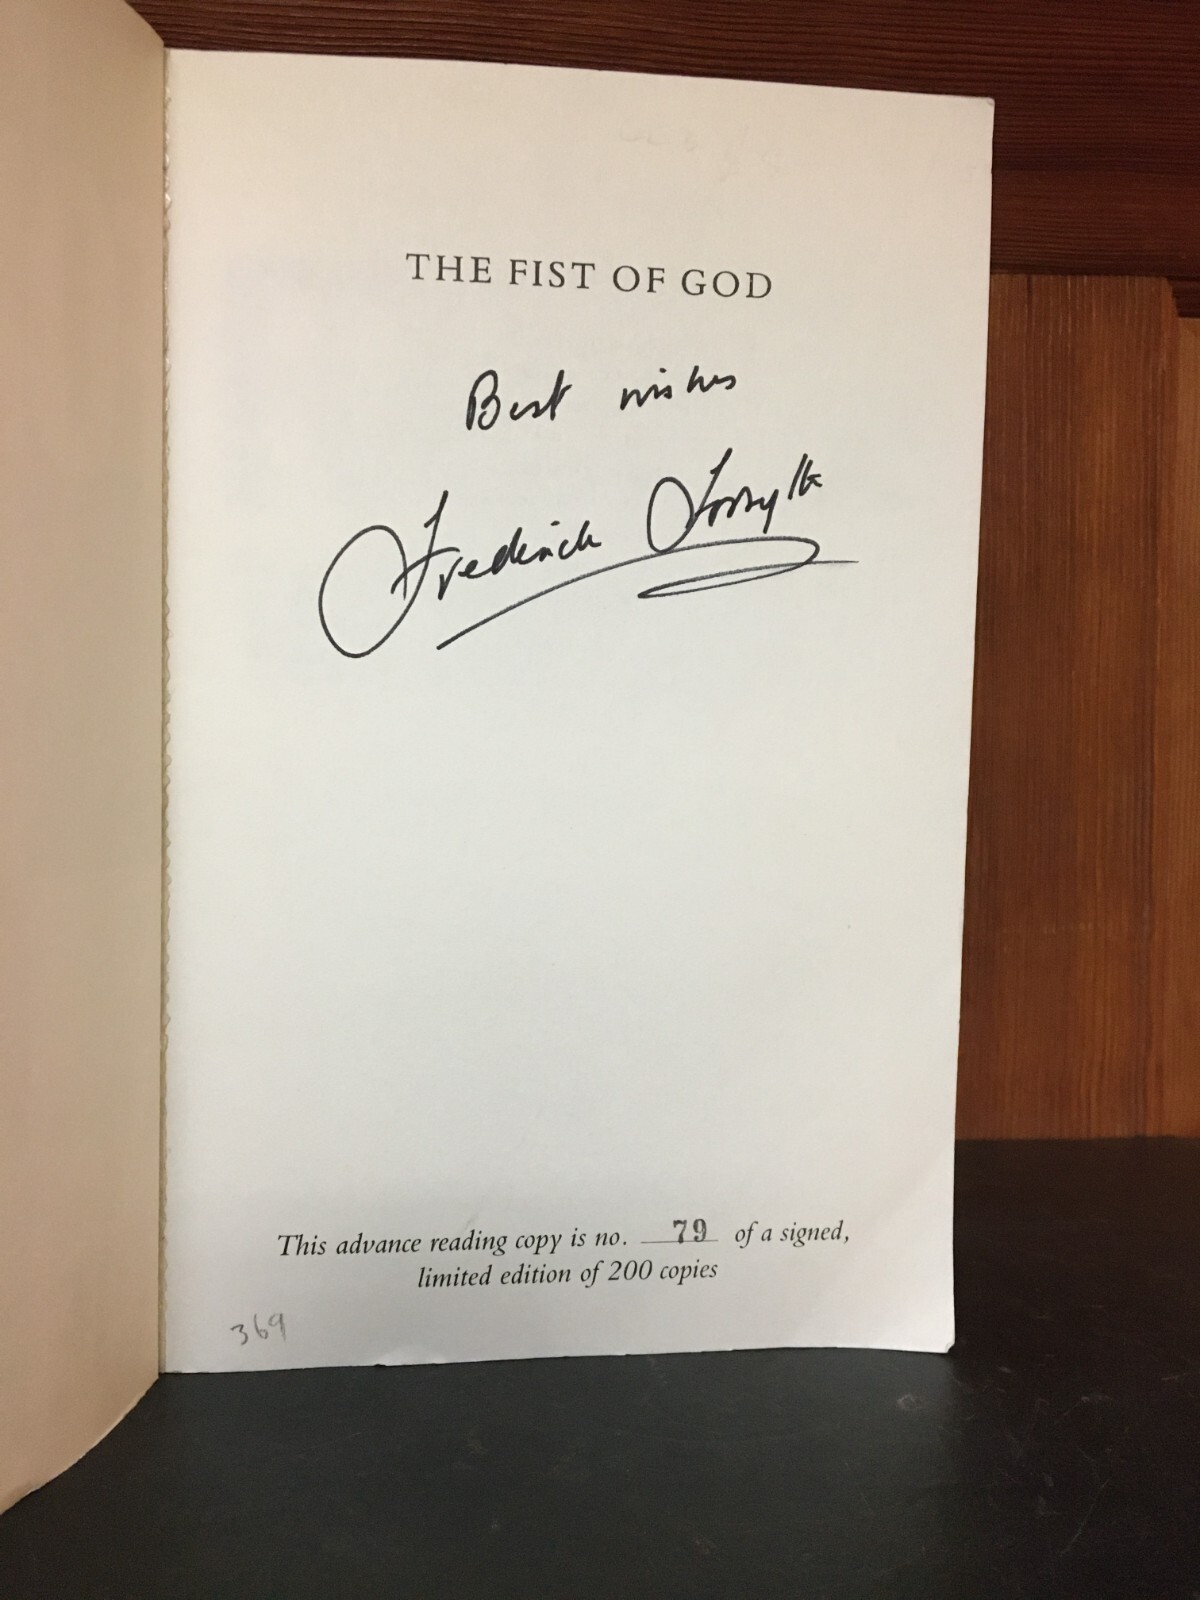 THE FIST OF GOD
Best wishes
Frederick Forsyth
This advance reading copy is no. 79 of a signed,
limited edition of 200 copies
369